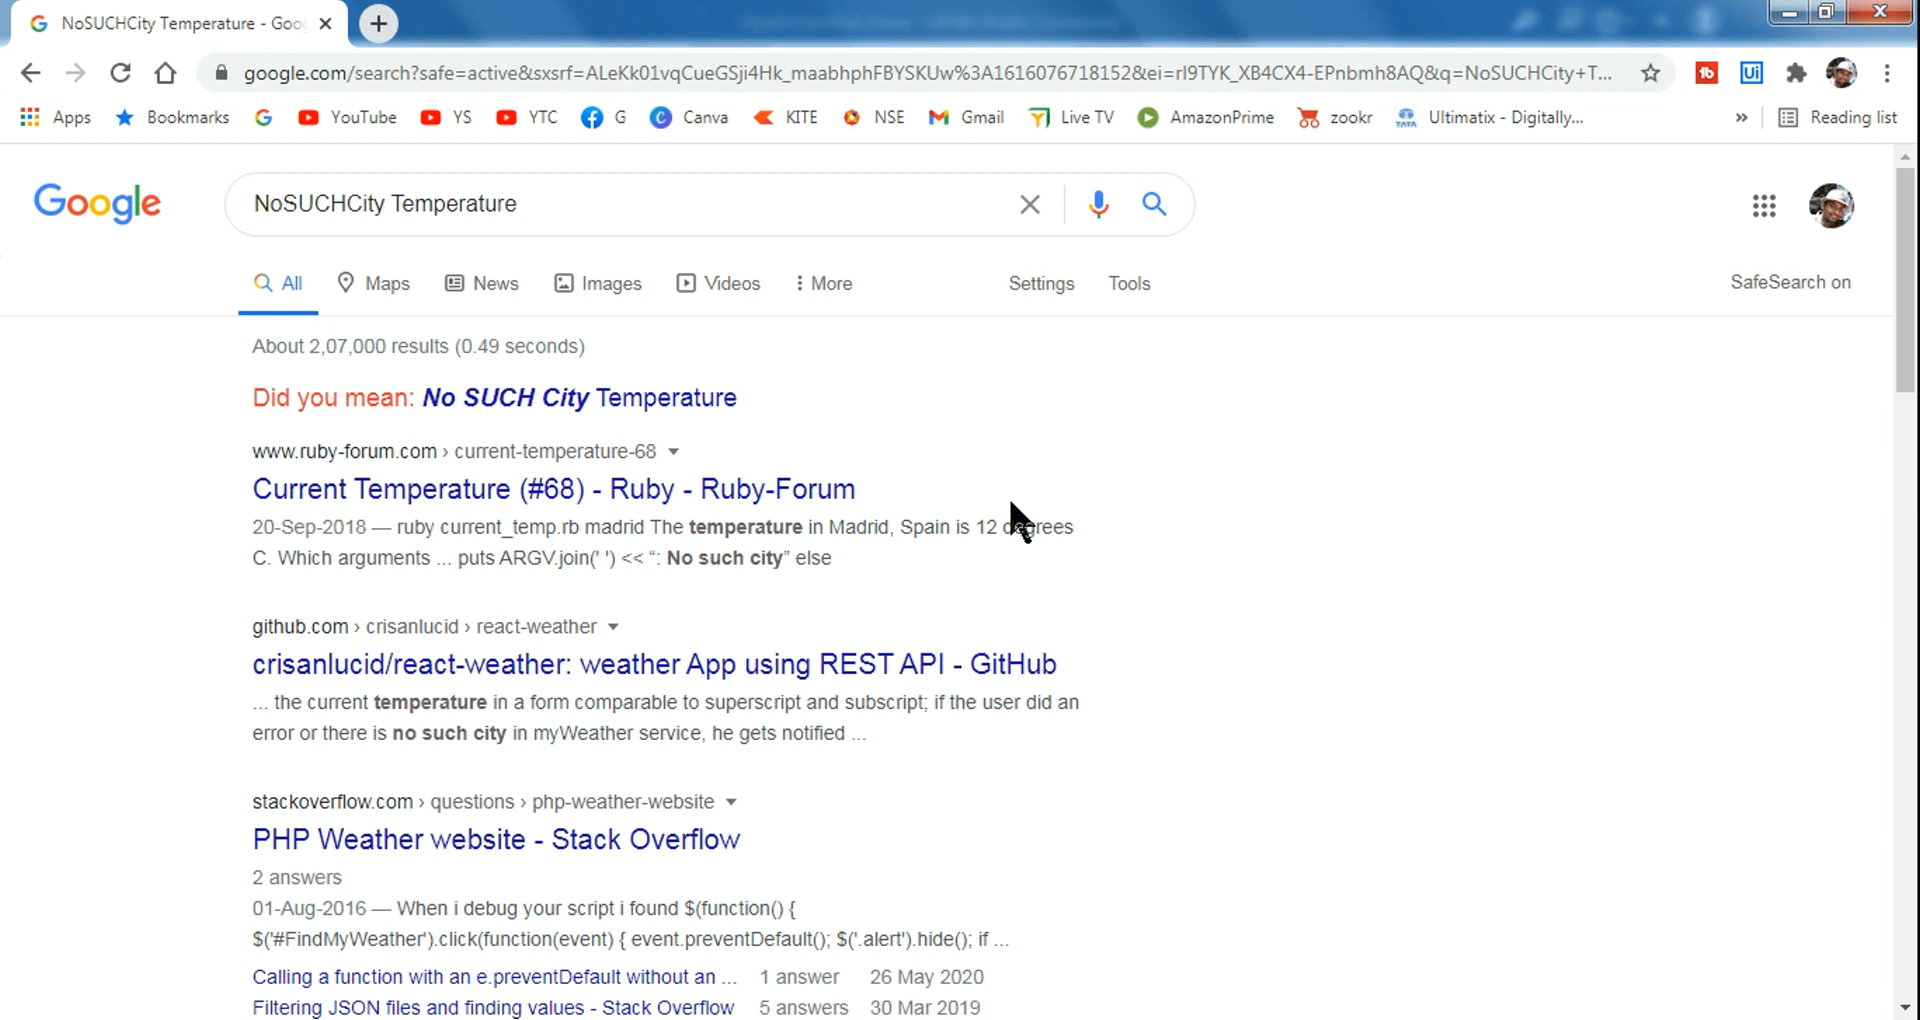 NoSUCHCity Temperature - Goo
google.com/search?safe=active&sxsrf=ALeKk01vqCueGSji4Hk_maabhphFBYSKUw%3A1616076718152&ei=rI9TYK_XB4CX4-EPnbmh8AQ&q=NoSUCHCity+T...
Apps Bookmarks YouTube YS YTC G Canva KITE NSE Gmail Live TV AmazonPrime zookr Ultimatix - Digitally... » Reading list
Google NoSUCHCity Temperature
All Maps News Images Videos More Settings Tools SafeSearch on
About 2,07,000 results (0.49 seconds)
Did you mean: No SUCH City Temperature
www.ruby-forum.com › current-temperature-68
Current Temperature (#68) - Ruby - Ruby-Forum
20-Sep-2018 — ruby current_temp.rb madrid The temperature in Madrid, Spain is 12 degrees
C. Which arguments ... puts ARGV.join(' ') << “: No such city” else
github.com › crisanlucid › react-weather
crisanlucid/react-weather: weather App using REST API - GitHub
... the current temperature in a form comparable to superscript and subscript; if the user did an
error or there is no such city in myWeather service, he gets notified ...
stackoverflow.com › questions › php-weather-website
PHP Weather website - Stack Overflow
2 answers
01-Aug-2016 — When i debug your script i found $(function() {
$('#FindMyWeather').click(function(event) { event.preventDefault(); $('.alert').hide(); if ...
Calling a function with an e.preventDefault without an ... 1 answer 26 May 2020
Filtering JSON files and finding values - Stack Overflow 5 answers 30 Mar 2019